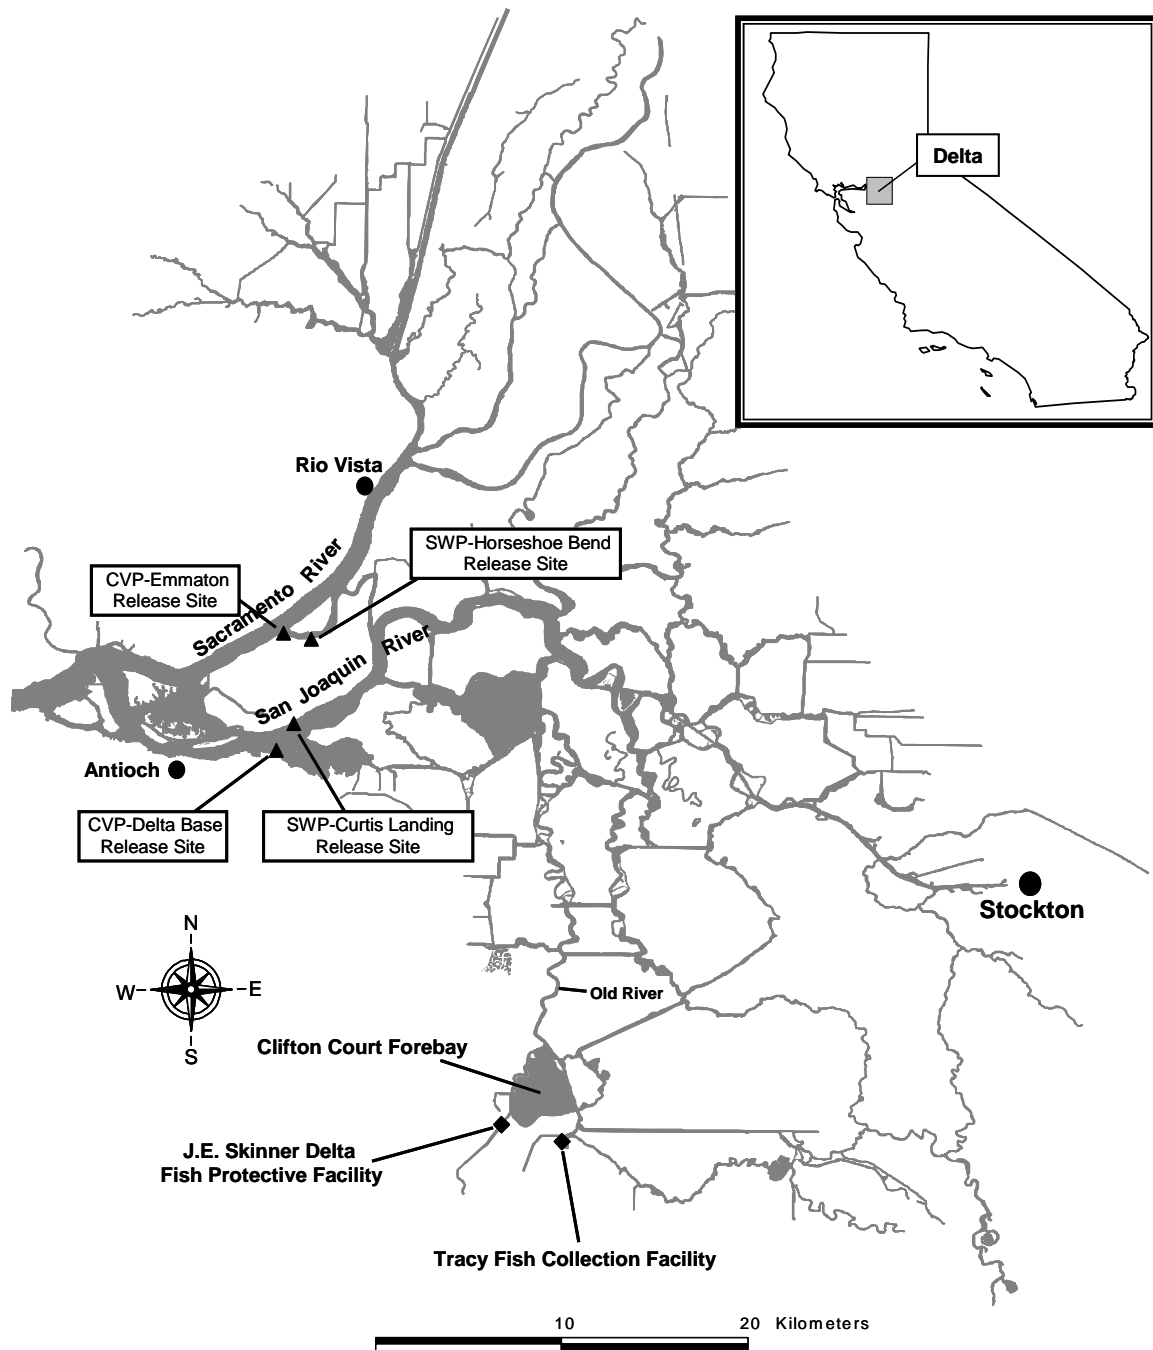 Delta
Rio Vista
SWP-Horseshoe Bend
Release Site
CVP-Emmaton
Release Site
Sacramento River
San Joaquin River
Antioch
CVP-Delta Base
Release Site
SWP-Curtis Landing
Release Site
Stockton
N
W
E
S
Old River
Clifton Court Forebay
J.E. Skinner Delta
Fish Protective Facility
Tracy Fish Collection Facility
10 20 Kilometers